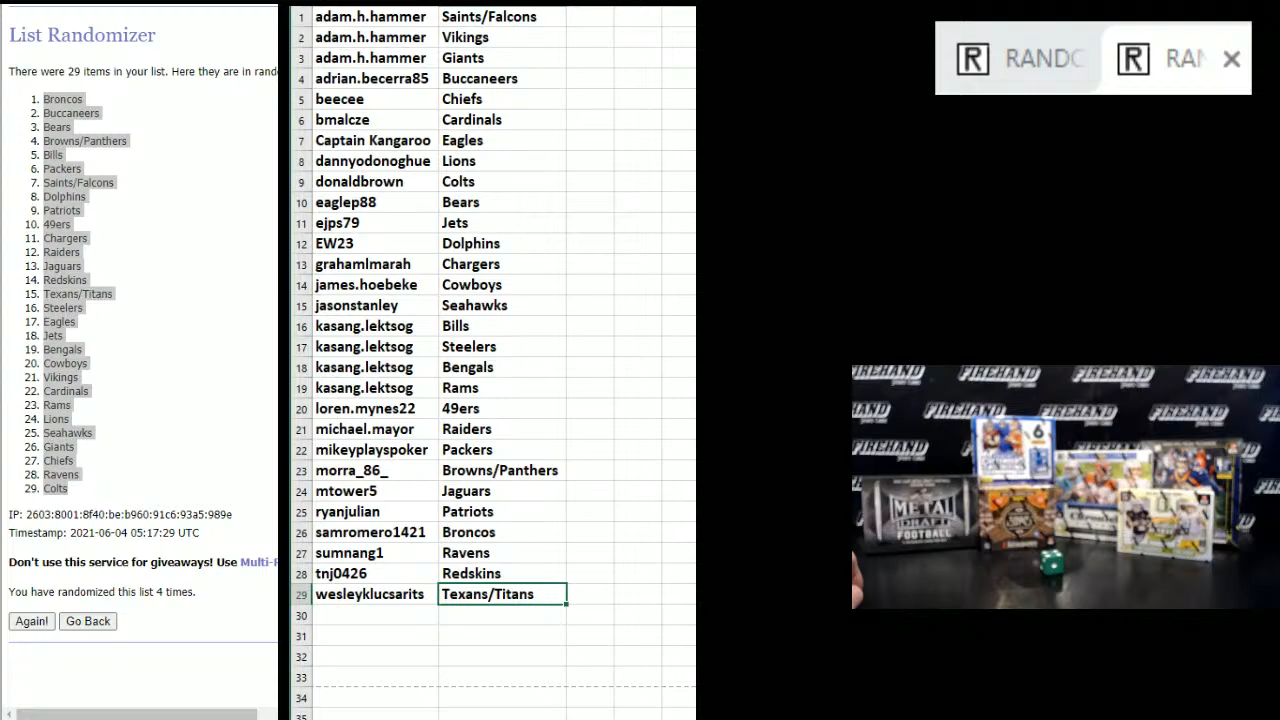 List Randomizer
There were 29 items in your list. Here they are in rand
1. Broncos
2. Buccaneers
3. Bears
4. Browns/Panthers
5. Bills
6. Packers
7. Saints/Falcons
8. Dolphins
9. Patriots
10. 49ers
11. Chargers
12. Raiders
13. Jaguars
14. Redskins
15. Texans/Titans
16. Steelers
17. Eagles
18. Jets
19. Bengals
20. Cowboys
21. Vikings
22. Cardinals
23. Rams
24. Lions
25. Seahawks
26. Giants
27. Chiefs
28. Ravens
29. Colts
IP: 2603:8001:8f40:be:b960:91c6:93a5:989e
Timestamp: 2021-06-04 05:17:29 UTC
Don't use this service for giveaways! Use Multi-
You have randomized this list 4 times.
Again! Go Back
1 adam.h.hammer Saints/Falcons
2 adam.h.hammer Vikings
3 adam.h.hammer Giants
4 adrian.becerra85 Buccaneers
5 beecee Chiefs
6 bmalcze Cardinals
7 Captain Kangaroo Eagles
8 dannyodonoghue Lions
9 donaldbrown Colts
10 eaglep88 Bears
11 ejps79 Jets
12 EW23 Dolphins
13 grahamlmarah Chargers
14 james.hoebeke Cowboys
15 jasonstanley Seahawks
16 kasang.lektsog Bills
17 kasang.lektsog Steelers
18 kasang.lektsog Bengals
19 kasang.lektsog Rams
20 loren.mynes22 49ers
21 michael.mayor Raiders
22 mikeyplayspoker Packers
23 morra_86_ Browns/Panthers
24 mtower5 Jaguars
25 ryanjulian Patriots
26 samromero1421 Broncos
27 sumnang1 Ravens
28 tnj0426 Redskins
29 wesleyklucsarits Texans/Titans
30
31
32
33
34
35
R RANDO R RAN
FIREHAND FIREHAND FIREHAND
HAND FIREHAND FIREHAND
6
METAL
DRAFT
FOOTBALL